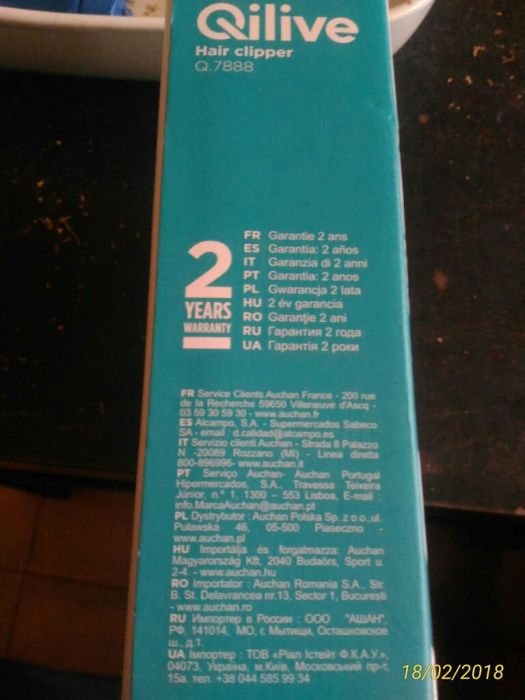 Qilive
Hair clipper
Q.7888
2
YEARS
WARRANTY
FR Garantie 2 ans
ES Garantía: 2 años
IT Garanzia di 2 anni
PT Garantia: 2 anos
PL Gwarancja 2 lata
HU 2 év garancia
RO Garanţie 2 ani
RU Гарантия 2 года
UA Гарантія 2 роки
FR Service Clients Auchan France - 200 rue
de la Recherche 59650 Villeneuve d'Ascq -
03 59 30 59 30 - www.auchan.fr
ES Alcampo, S.A. - Supermercados Sabeco
SA - email : d.calidad@alcampo.es
IT Servizio clienti Auchan - Strada 8 Palazzo
N -20089 Rozzano (MI) - Linea diretta
800-896996- www.auchan.it
PT Serviço Auchan- Auchan Portugal
Hipermercados, S.A., Travessa Teixeira
Júnior, n.º 1, 1300 – 553 Lisboa, E-mail :
info.MarcaAuchan@auchan.pt
PL Dystrybutor : Auchan Polska Sp. z o.o.,ul.
Puławska 46, 05-500 Piaseczno -
www.auchan.pl
HU Importálja és forgalmazza: Auchan
Magyarország Kft, 2040 Budaörs, Sport u.
2-4. - www.auchan.hu
RO Importator : Auchan Romania S.A., Str.
B. St. Delavrancea nr.13, Sector 1, Bucuresti
- www.auchan.ro
RU Импортер в России : ООО "АШАН",
РФ, 141014, МО, г. Мытищи, Осташковское
ш., д.1.
UA Імпортер : ТОВ «Ріал Істейт Ф.К.А.У.»,
04073, Україна, м.Київ, Московський пр-т,
15а. тел. +38 044 585 99 34
18/02/2018